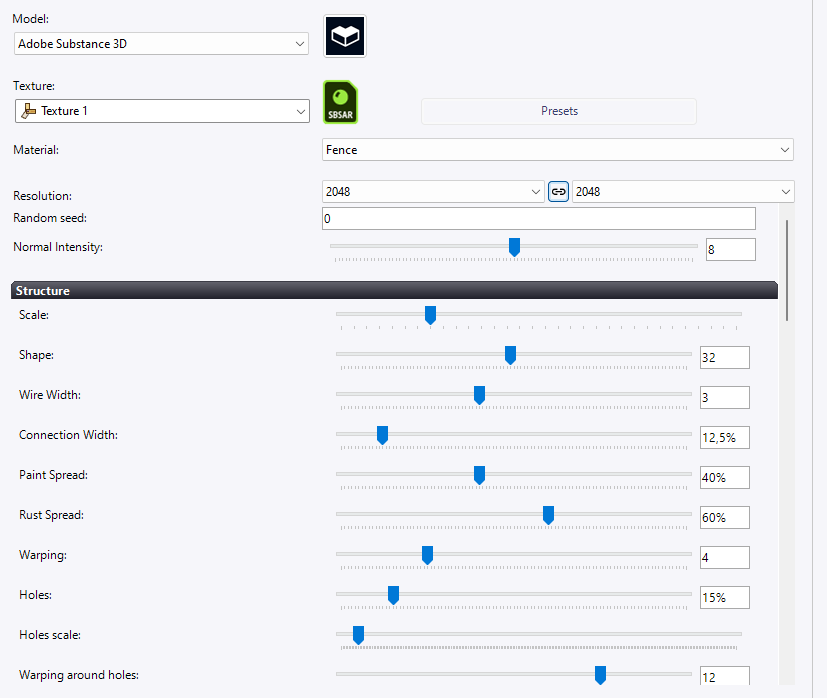 Model:
Adobe Substance 3D
Texture:
Texture 1
SBSAR
Presets
Material:
Fence
Resolution:
2048
2048
Random seed:
0
Normal Intensity:
8
Structure
Scale:
Shape:
32
Wire Width:
3
Connection Width:
12,5%
Paint Spread:
40%
Rust Spread:
60%
Warping:
4
Holes:
15%
Holes scale:
Warping around holes:
12